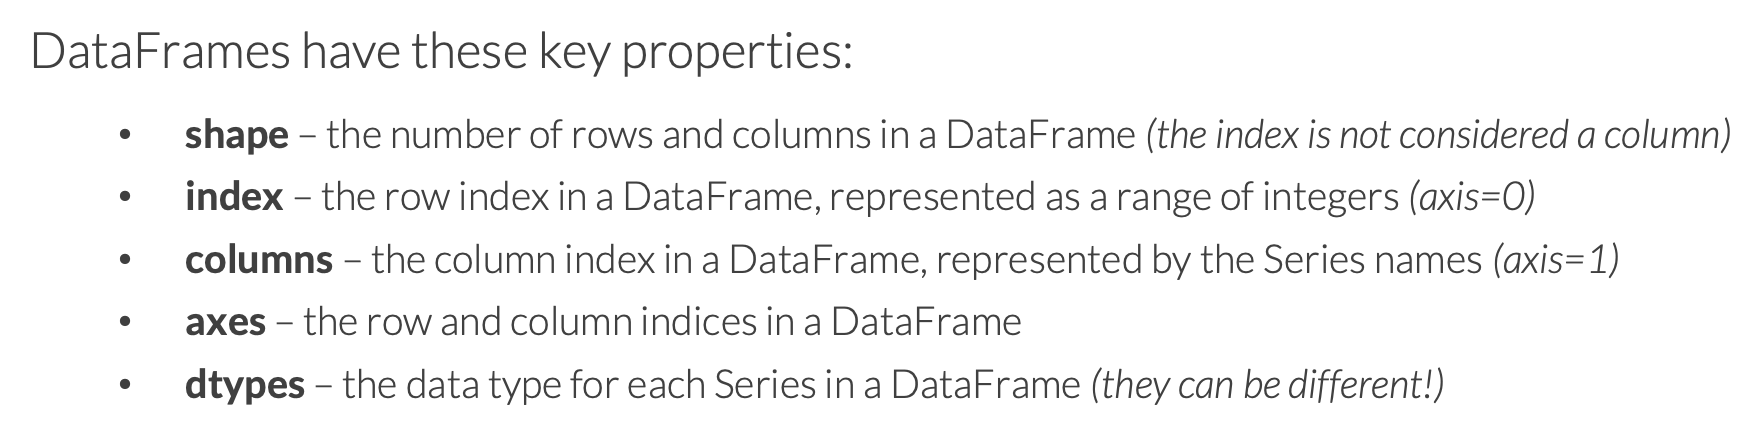 DataFrames have these key properties:
• shape – the number of rows and columns in a DataFrame (the index is not considered a column)
• index – the row index in a DataFrame, represented as a range of integers (axis=0)
• columns – the column index in a DataFrame, represented by the Series names (axis=1)
• axes – the row and column indices in a DataFrame
• dtypes – the data type for each Series in a DataFrame (they can be different!)